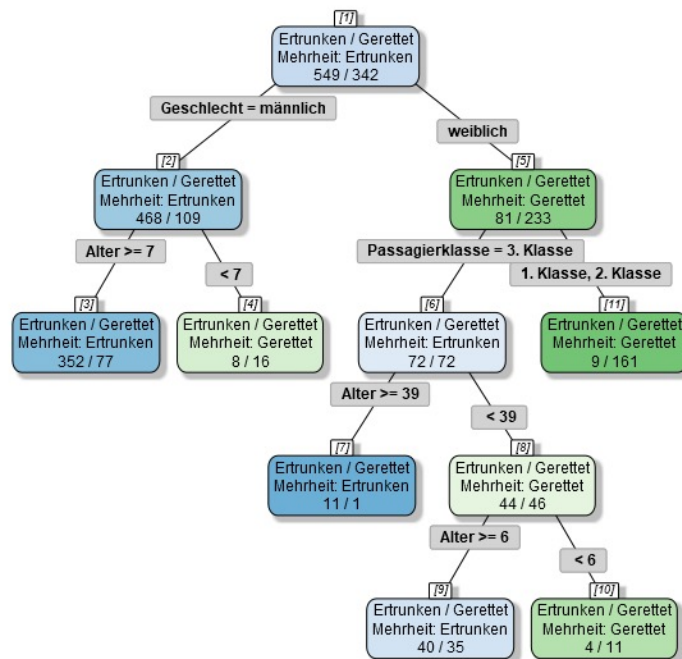 [1]
Ertrunken / Gerettet
Mehrheit: Ertrunken
549 / 342
Geschlecht = männlich
weiblich
[2]
Ertrunken / Gerettet
Mehrheit: Ertrunken
468 / 109
[5]
Ertrunken / Gerettet
Mehrheit: Gerettet
81 / 233
Alter >= 7
< 7
Passagierklasse = 3. Klasse
1. Klasse, 2. Klasse
[3]
Ertrunken / Gerettet
Mehrheit: Ertrunken
352 / 77
[4]
Ertrunken / Gerettet
Mehrheit: Gerettet
8 / 16
[6]
Ertrunken / Gerettet
Mehrheit: Ertrunken
72 / 72
[11]
Ertrunken / Gerettet
Mehrheit: Gerettet
9 / 161
Alter >= 39
< 39
[7]
Ertrunken / Gerettet
Mehrheit: Ertrunken
11 / 1
[8]
Ertrunken / Gerettet
Mehrheit: Gerettet
44 / 46
Alter >= 6
< 6
[9]
Ertrunken / Gerettet
Mehrheit: Ertrunken
40 / 35
[10]
Ertrunken / Gerettet
Mehrheit: Gerettet
4 / 11